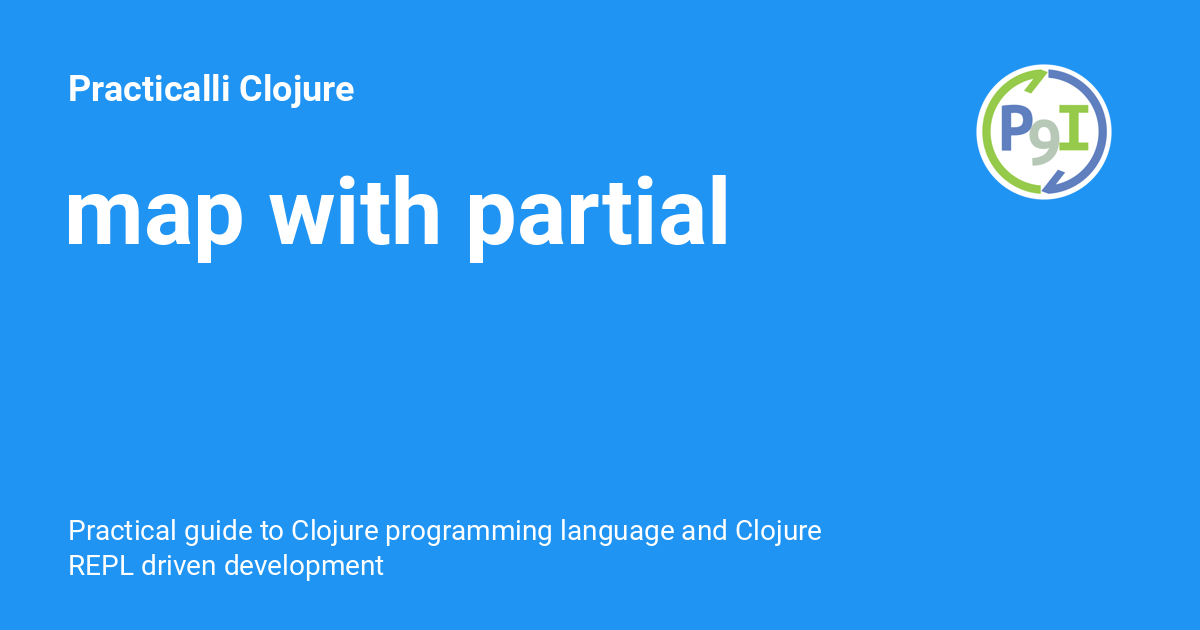 Practicalli Clojure
P9I
map with partial
Practical guide to Clojure programming language and Clojure
REPL driven development